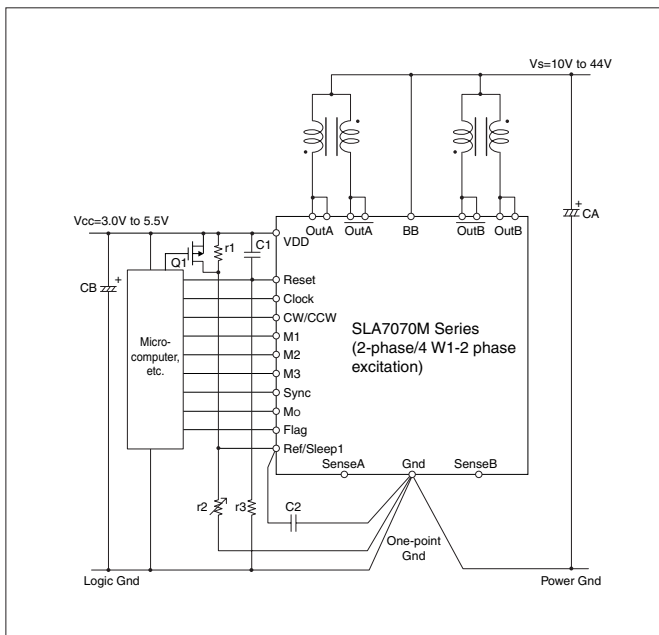 Vs=10V to 44V
Vcc=3.0V to 5.5V
OutA
OutA
BB
OutB
OutB
CA
+
VDD
r1
C1
Q1
CB
+
Reset
Clock
CW/CCW
M1
M2
M3
Sync
Mo
Flag
Ref/Sleep1
Micro-
computer,
etc.
SLA7070M Series
(2-phase/4 W1-2 phase
excitation)
SenseA
Gnd
SenseB
r2
r3
C2
One-point
Gnd
Logic Gnd
Power Gnd